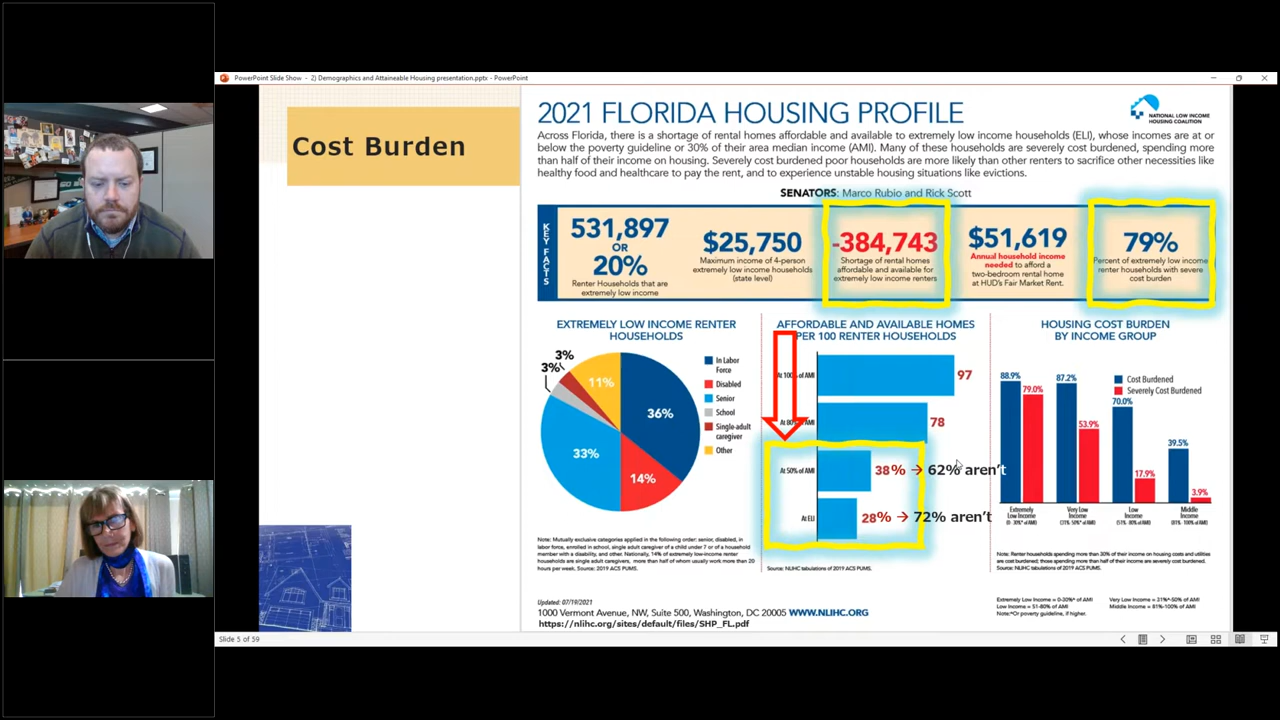 PowerPoint Slide Show - 2) Demographics and Attaineable Housing presentation.pptx - PowerPoint
Cost Burden
2021 FLORIDA HOUSING PROFILE
NATIONAL LOW INCOME
HOUSING COALITION
Across Florida, there is a shortage of rental homes affordable and available to extremely low income households (ELI), whose incomes are at or
below the poverty guideline or 30% of their area median income (AMI). Many of these households are severely cost burdened, spending more
than half of their income on housing. Severely cost burdened poor households are more likely than other renters to sacrifice other necessities like
healthy food and healthcare to pay the rent, and to experience unstable housing situations like evictions.
SENATORS: Marco Rubio and Rick Scott
KEY FACTS
531,897
OR
20%
Renter Households that are
extremely low income
$25,750
Maximum income of 4-person
extremely low income households
(state level)
-384,743
Shortage of rental homes
affordable and available for
extremely low income renters
$51,619
Annual household income
needed to afford a
two-bedroom rental home
at HUD's Fair Market Rent.
79%
Percent of extremely low income
renter households with severe
cost burden
EXTREMELY LOW INCOME RENTER
HOUSEHOLDS
3%
3%
11%
36%
33%
14%
In Labor
Force
Disabled
Senior
School
Single-adult
caregiver
Other
Note: Mutually exclusive categories applied in the following order: senior, disabled, in
labor force, enrolled in school, single adult caregiver of a child under 7 or of a household
member with a disability, and other. Nationally, 14% of extremely low-income renter
households are single adult caregivers, more than half of whom usually work more than 20
hours per week. Source: 2019 ACS PUMS.
AFFORDABLE AND AVAILABLE HOMES
PER 100 RENTER HOUSEHOLDS
At 100% of AMI
97
At 80% of AMI
78
At 50% of AMI
38% → 62% aren't
At ELI
28% → 72% aren't
Source: NLIHC tabulations of 2019 ACS PUMS.
HOUSING COST BURDEN
BY INCOME GROUP
Cost Burdened
Severely Cost Burdened
88.9%
79.0%
87.2%
53.9%
70.0%
17.9%
39.5%
3.9%
Extremely
Low Income
(0-30%* of AMI)
Very Low
Income
(31%*-50% of AMI)
Low
Income
(51%-80% of AMI)
Middle
Income
(81%-100% of AMI)
Note: Renter households spending more than 30% of their income on housing costs and utilities
are cost burdened; those spending more than half of their income are severely cost burdened.
Source: NLIHC tabulations of 2019 ACS PUMS.
Extremely Low Income = 0-30%* of AMI
Very Low Income = 31%*-50% of AMI
Low Income = 51-80% of AMI
Middle Income = 81%-100% of AMI
Note:*Or poverty guideline, if higher.
Updated: 07/19/2021
1000 Vermont Avenue, NW, Suite 500, Washington, DC 20005 WWW.NLIHC.ORG
https://nlihc.org/sites/default/files/SHP_FL.pdf
Slide 5 of 59